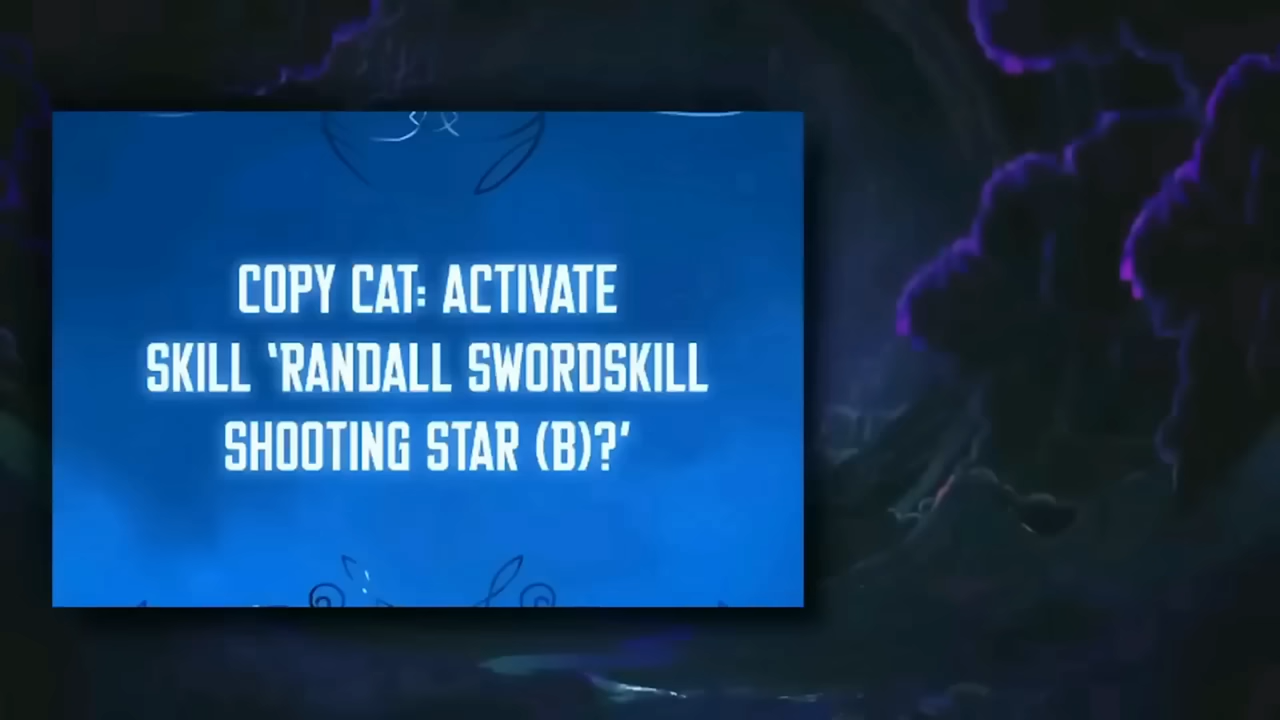 COPY CAT: ACTIVATE
SKILL ‘RANDALL SWORDSKILL
SHOOTING STAR (B)?’